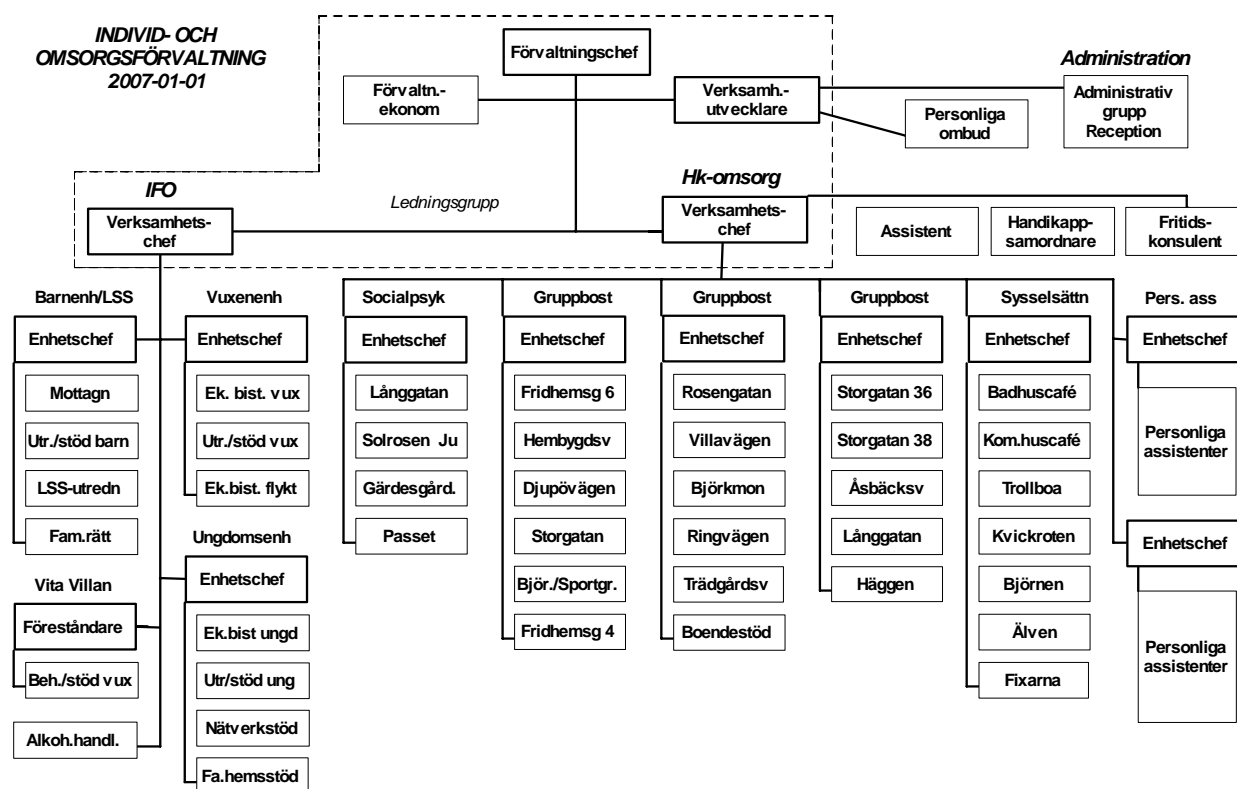 INDIVID- OCH
OMSORGSFÖRVALTNING
2007-01-01
Förvaltningschef
Förvaltn.-
ekonom
Verksamh.-
utvecklare
Administration
Personliga
ombud
Administrativ
grupp
Reception
IFO
Verksamhets-
chef
Ledningsgrupp
Hk-omsorg
Verksamhets-
chef
Assistent
Handikapp-
samordnare
Fritids-
konsulent
Barnenh/LSS
Enhetschef
Mottagn
Utr./stöd barn
LSS-utredn
Fam.rätt
Vita Villan
Föreståndare
Beh./stöd vux
Alkoh.handl.
Vuxenenh
Enhetschef
Ek. bist. vux
Utr./stöd vux
Ek.bist. flykt
Ungdomsenh
Enhetschef
Ek.bist ungd
Utr/stöd ung
Nätverkstöd
Fa.hemsstöd
Socialpsyk
Enhetschef
Långgatan
Solrosen Ju
Gärdesgård.
Passet
Gruppbost
Enhetschef
Fridhemsg 6
Hembygdsv
Djupövägen
Storgatan
Björ./Sportgr.
Fridhemsg 4
Gruppbost
Enhetschef
Rosengatan
Villavägen
Björkmon
Ringvägen
Trädgårdsv
Boendestöd
Gruppbost
Enhetschef
Storgatan 36
Storgatan 38
Åsbäcksv
Långgatan
Häggen
Sysselsättn
Enhetschef
Badhuscafé
Kom.huscafé
Trollboa
Kvickroten
Björnen
Älven
Fixarna
Pers. ass
Enhetschef
Personliga
assistenter
Enhetschef
Personliga
assistenter